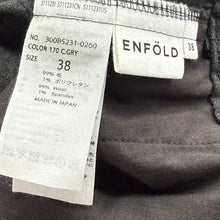 NO. 300BS231-0260
COLOR 170 C.GRY
SIZE
38
99% 毛
1% ポリウレタン
99% Wool
1% Spandex
MADE IN JAPAN
ENFÖLD
38